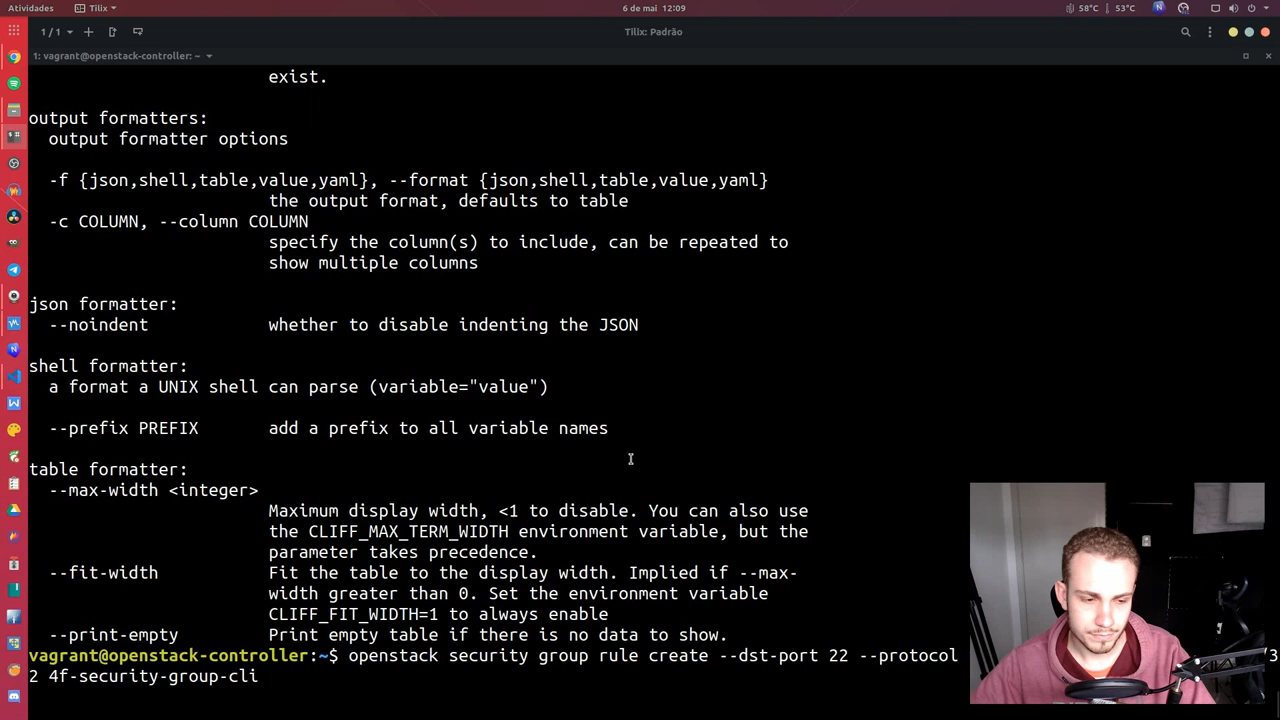 Atividades
Tilix
6 de mai 12:09
58°C
53°C
1 / 1
Tilix: Padrão
1: vagrant@openstack-controller: ~
exist.
output formatters:
output formatter options
-f {json,shell,table,value,yaml}, --format {json,shell,table,value,yaml}
the output format, defaults to table
-c COLUMN, --column COLUMN
specify the column(s) to include, can be repeated to
show multiple columns
json formatter:
--noindent whether to disable indenting the JSON
shell formatter:
a format a UNIX shell can parse (variable="value")
--prefix PREFIX add a prefix to all variable names
table formatter:
--max-width <integer>
Maximum display width, <1 to disable. You can also use
the CLIFF_MAX_TERM_WIDTH environment variable, but the
parameter takes precedence.
--fit-width Fit the table to the display width. Implied if --max-
width greater than 0. Set the environment variable
CLIFF_FIT_WIDTH=1 to always enable
--print-empty Print empty table if there is no data to show.
vagrant@openstack-controller:~$ openstack security group rule create --dst-port 22 --protocol /3
2 4f-security-group-cli